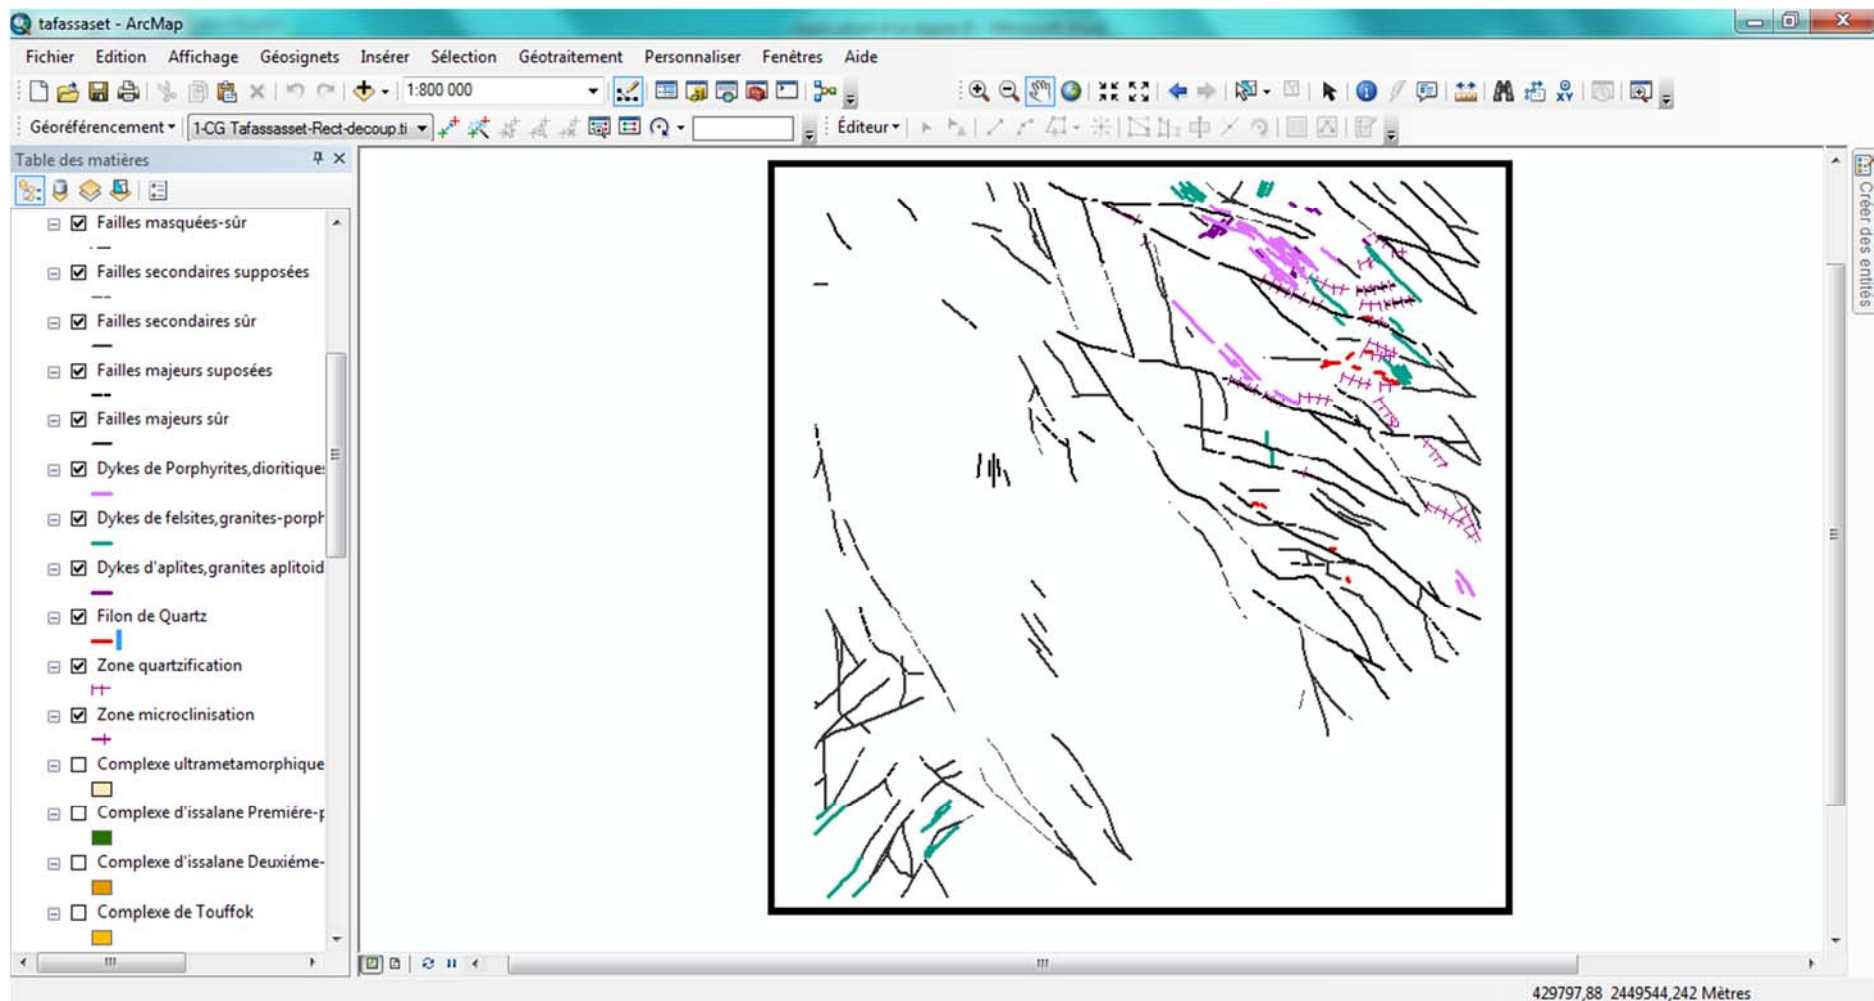 tafassaset - ArcMap
Fichier Edition Affichage Géosignets Insérer Sélection Géotraitement Personnaliser Fenêtres Aide
1:800 000
Géoréférencement 1-CG Tafassasset-Rect-decoup.ti Éditeur
Table des matières
Failles masquées-sûr
Failles secondaires supposées
Failles secondaires sûr
Failles majeurs suposées
Failles majeurs sûr
Dykes de Porphyrites,dioritiques
Dykes de felsites,granites-porph
Dykes d'aplites,granites aplitoid
Filon de Quartz
Zone quartzification
Zone microclinisation
Complexe ultrametamorphique
Complexe d'issalane Premiére-p
Complexe d'issalane Deuxiéme-
Complexe de Touffok
Créer des entités
429797,88 2449544,242 Mètres